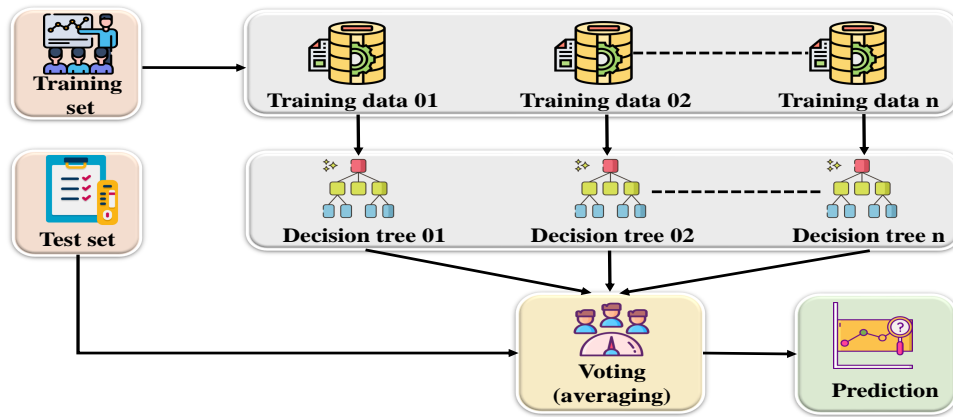 Training
set
Training data 01
Training data 02
Training data n
Test set
Decision tree 01
Decision tree 02
Decision tree n
Voting
(averaging)
?
Prediction